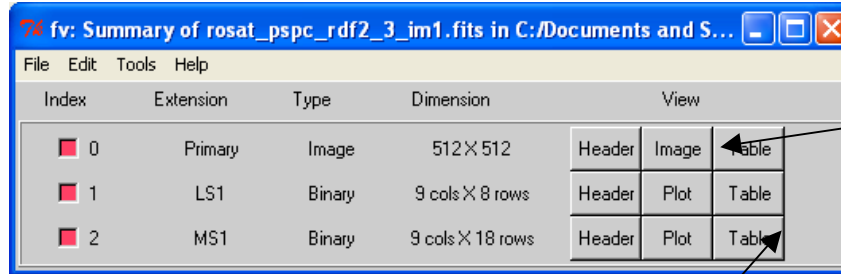 fv: Summary of rosat_pspc_rdf2_3_im1.fits in C:/Documents and S...
File Edit Tools Help
Index Extension Type Dimension View
0 Primary Image 512 X 512 Header Image Table
1 LS1 Binary 9 cols X 8 rows Header Plot Table
2 MS1 Binary 9 cols X 18 rows Header Plot Table